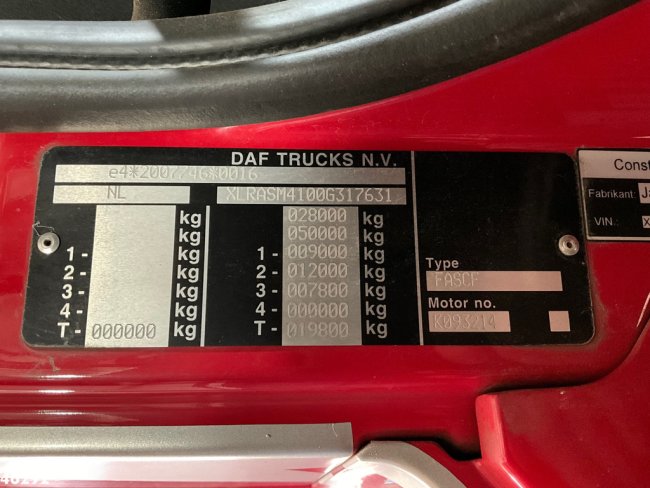 DAF TRUCKS N.V.
e4*2007/46*0016
NL XLRASM4100G317631
kg 028000 kg
kg 050000 kg
1- kg 1- 009000 kg
2- kg 2- 012000 kg
3- kg 3- 007800 kg
4- kg 4- 000000 kg
T- 000000 kg T- 019800 kg
Type
FASCF
Motor no.
K093214
Const
Fabrikant: J
VIN.: X